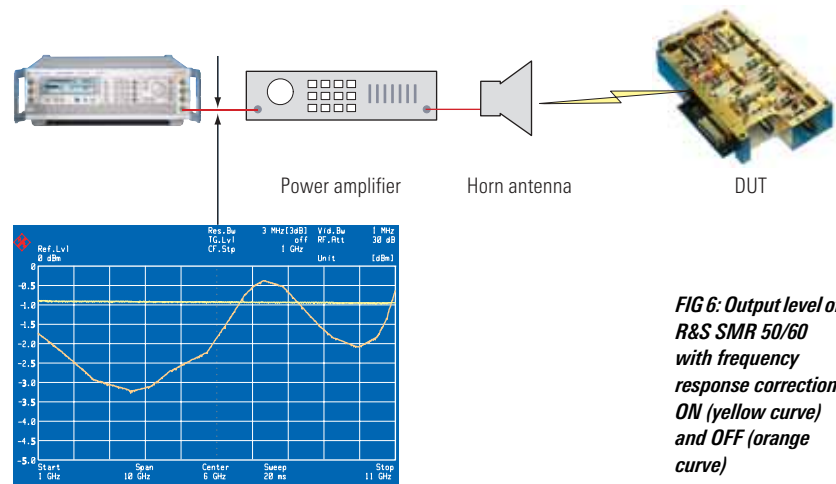 Power amplifier Horn antenna DUT
Res.Bw 3 MHz[3dB] Vid.Bw 1 MHz
Ref.Lvl TG.Lvl off RF.Att 30 dB
0 dBm CF.Stp 1 GHz
Unit [dBm]
0
-0.5
-1.0
-1.5
-2.0
-2.5
-3.0
-3.5
-4.0
-4.5
-5.0
Start Span Center Sweep Stop
1 GHz 10 GHz 6 GHz 20 ms 11 GHz
FIG 6: Output level o
R&S SMR 50/60
with frequency
response correction
ON (yellow curve)
and OFF (orange
curve)